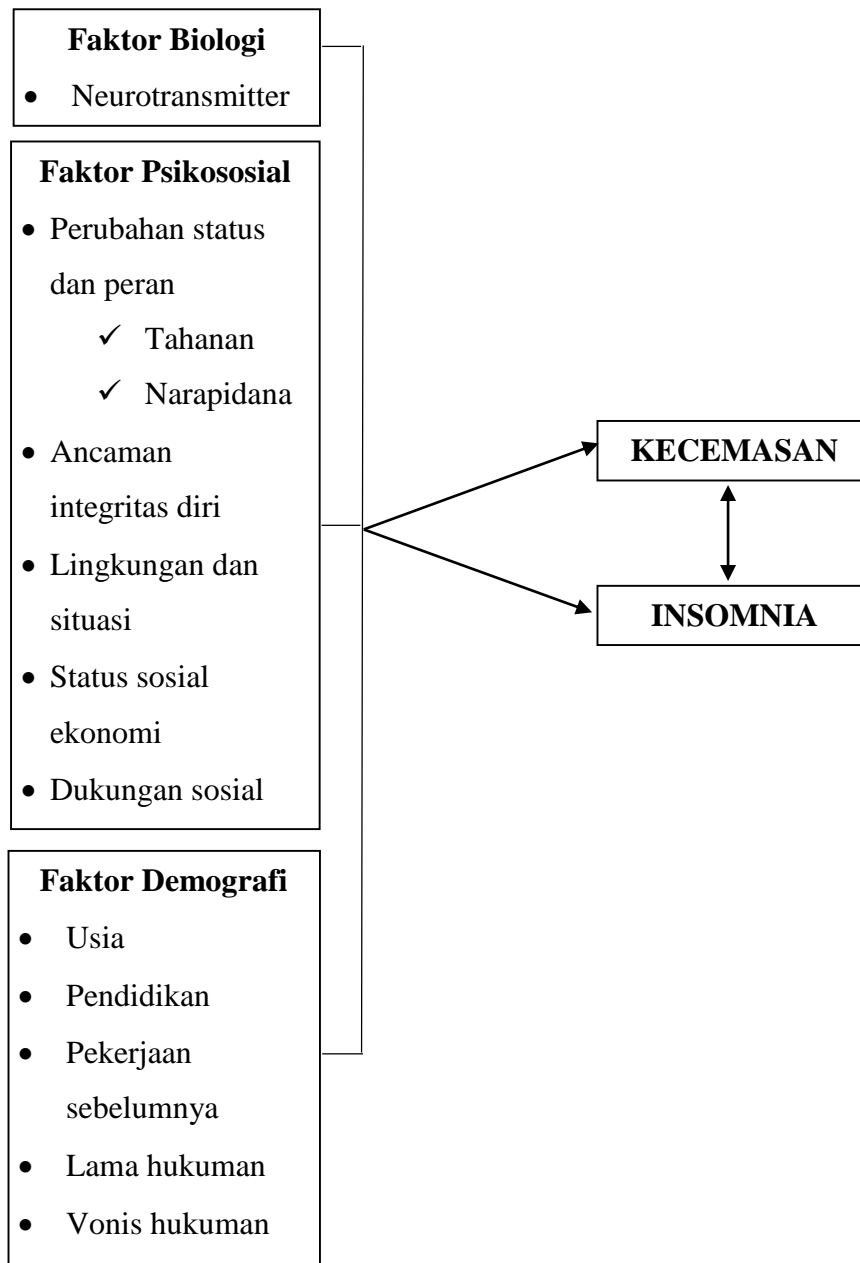 Faktor Biologi
• Neurotransmitter
Faktor Psikososial
• Perubahan status
dan peran
✓ Tahanan
✓ Narapidana
• Ancaman
integritas diri
• Lingkungan dan
situasi
• Status sosial
ekonomi
• Dukungan sosial
KECEMASAN
INSOMNIA
Faktor Demografi
• Usia
• Pendidikan
• Pekerjaan
sebelumnya
• Lama hukuman
• Vonis hukuman